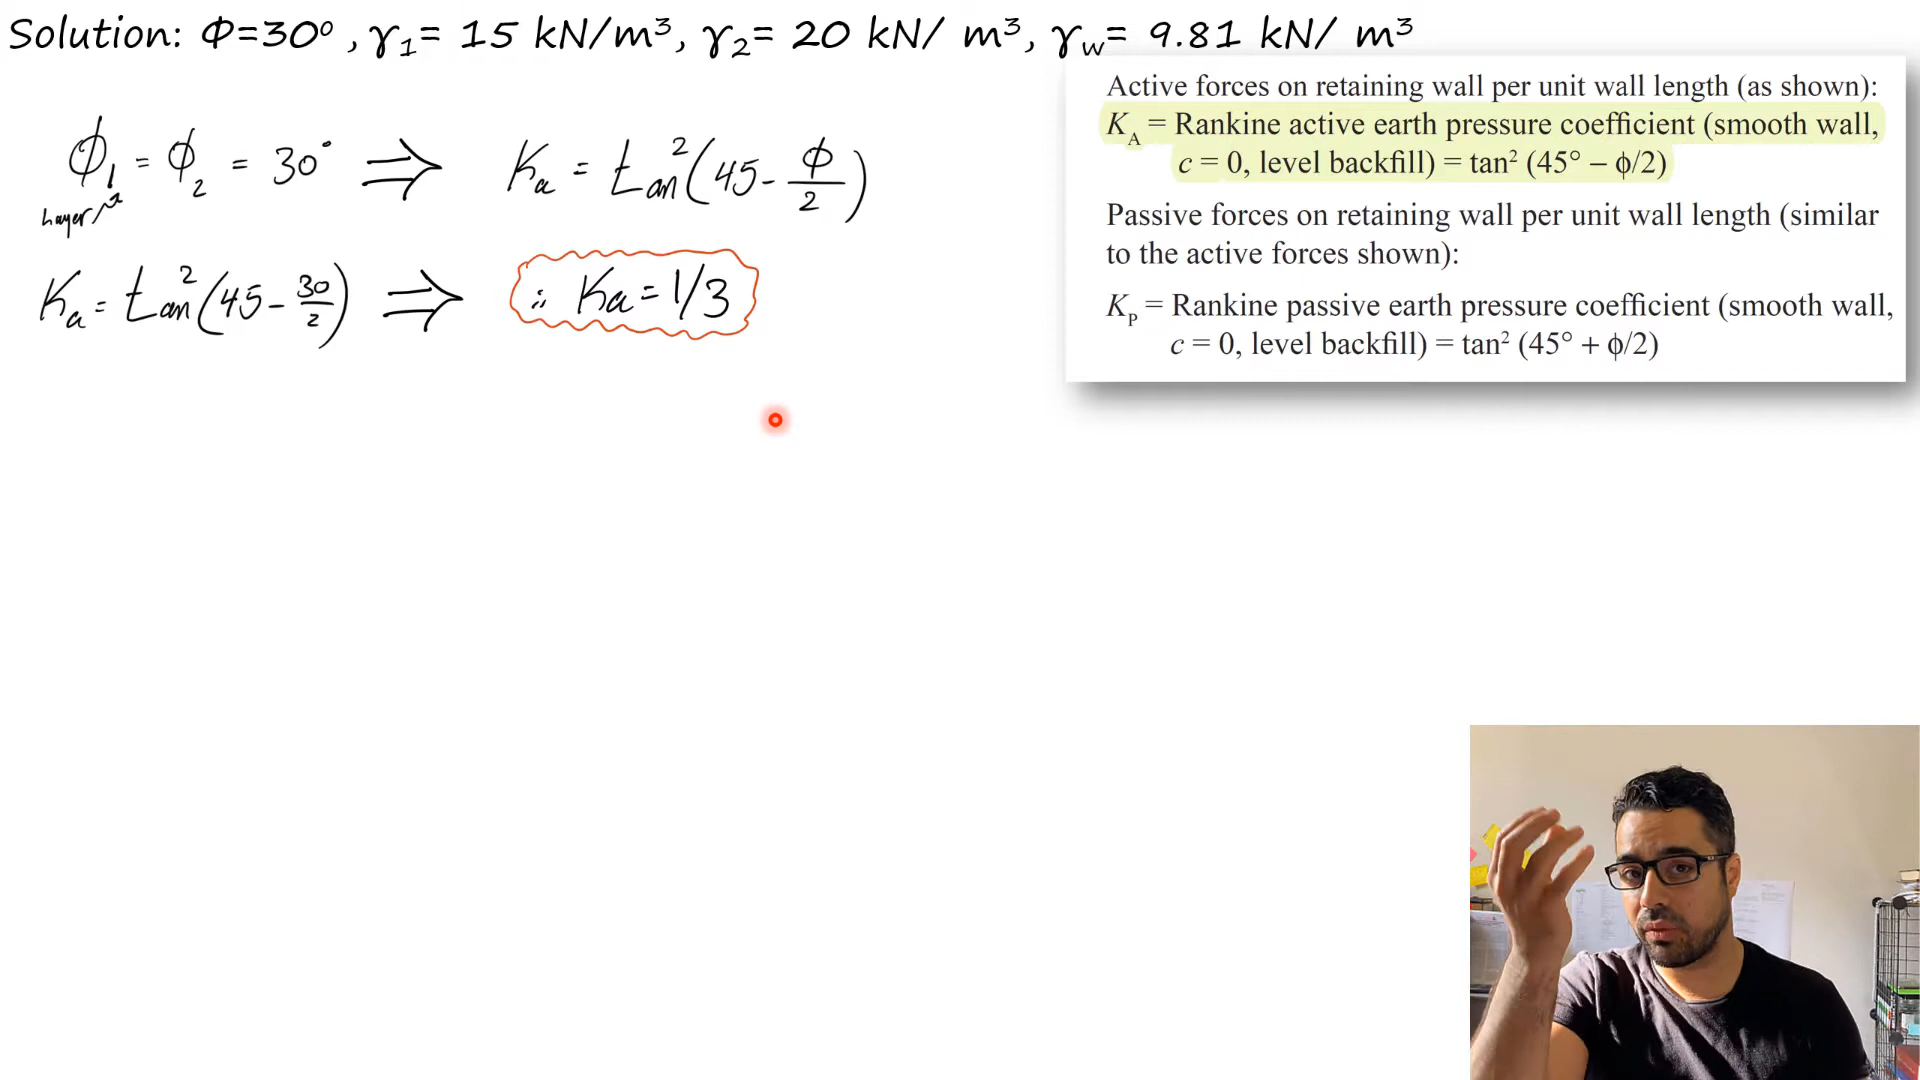 Solution: Φ=30⁰ , γ₁= 15 kN/m³, γ₂= 20 kN/ m³, γw= 9.81 kN/ m³
Active forces on retaining wall per unit wall length (as shown):
K_A = Rankine active earth pressure coefficient (smooth wall,
c = 0, level backfill) = tan² (45° − ϕ/2)
Passive forces on retaining wall per unit wall length (similar
to the active forces shown):
K_P = Rankine passive earth pressure coefficient (smooth wall,
c = 0, level backfill) = tan² (45° + ϕ/2)
ϕ₁ = ϕ₂ = 30° ⇒ Ka = tan²(45-ϕ/2)
Layer
Ka = tan²(45-30/2) ⇒ ∴ Ka = 1/3